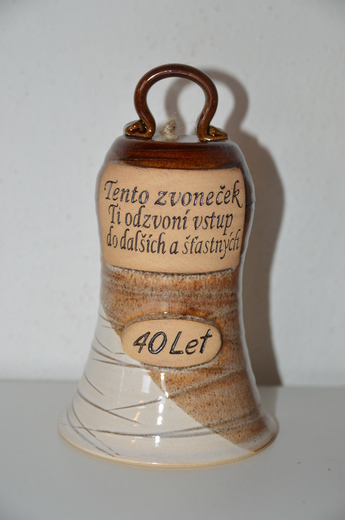 Tento zvoneček
Ti odzvoní vstup
do dalších a šťastných
40 Let